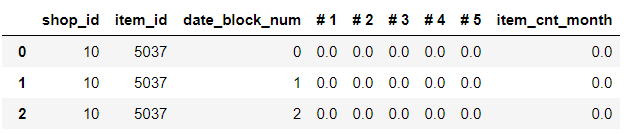 shop_id item_id date_block_num # 1 # 2 # 3 # 4 # 5 item_cnt_month
0 10 5037 0 0.0 0.0 0.0 0.0 0.0 0.0
1 10 5037 1 0.0 0.0 0.0 0.0 0.0 0.0
2 10 5037 2 0.0 0.0 0.0 0.0 0.0 0.0